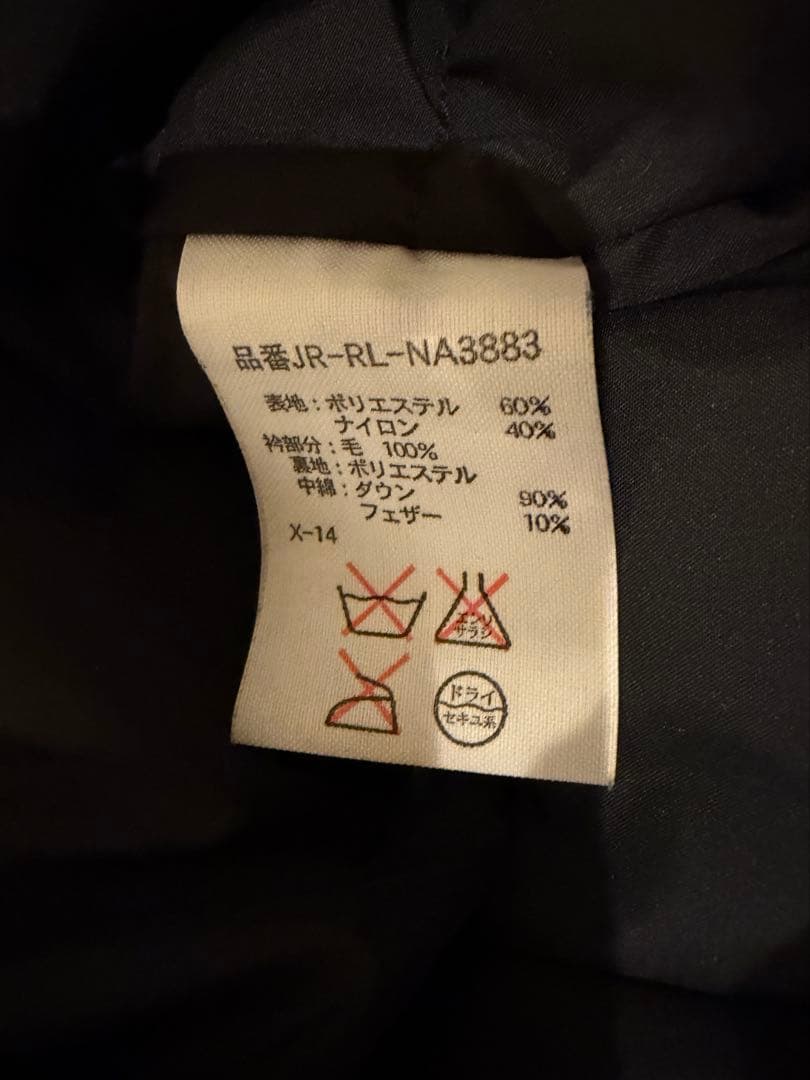 品番JR-RL-NA3883
表地：ポリエステル 60%
ナイロン 40%
衿部分：毛 100%
裏地：ポリエステル
中綿：ダウン 90%
フェザー 10%
X-14
エンソ
サラシ
ドライ
セキユ系